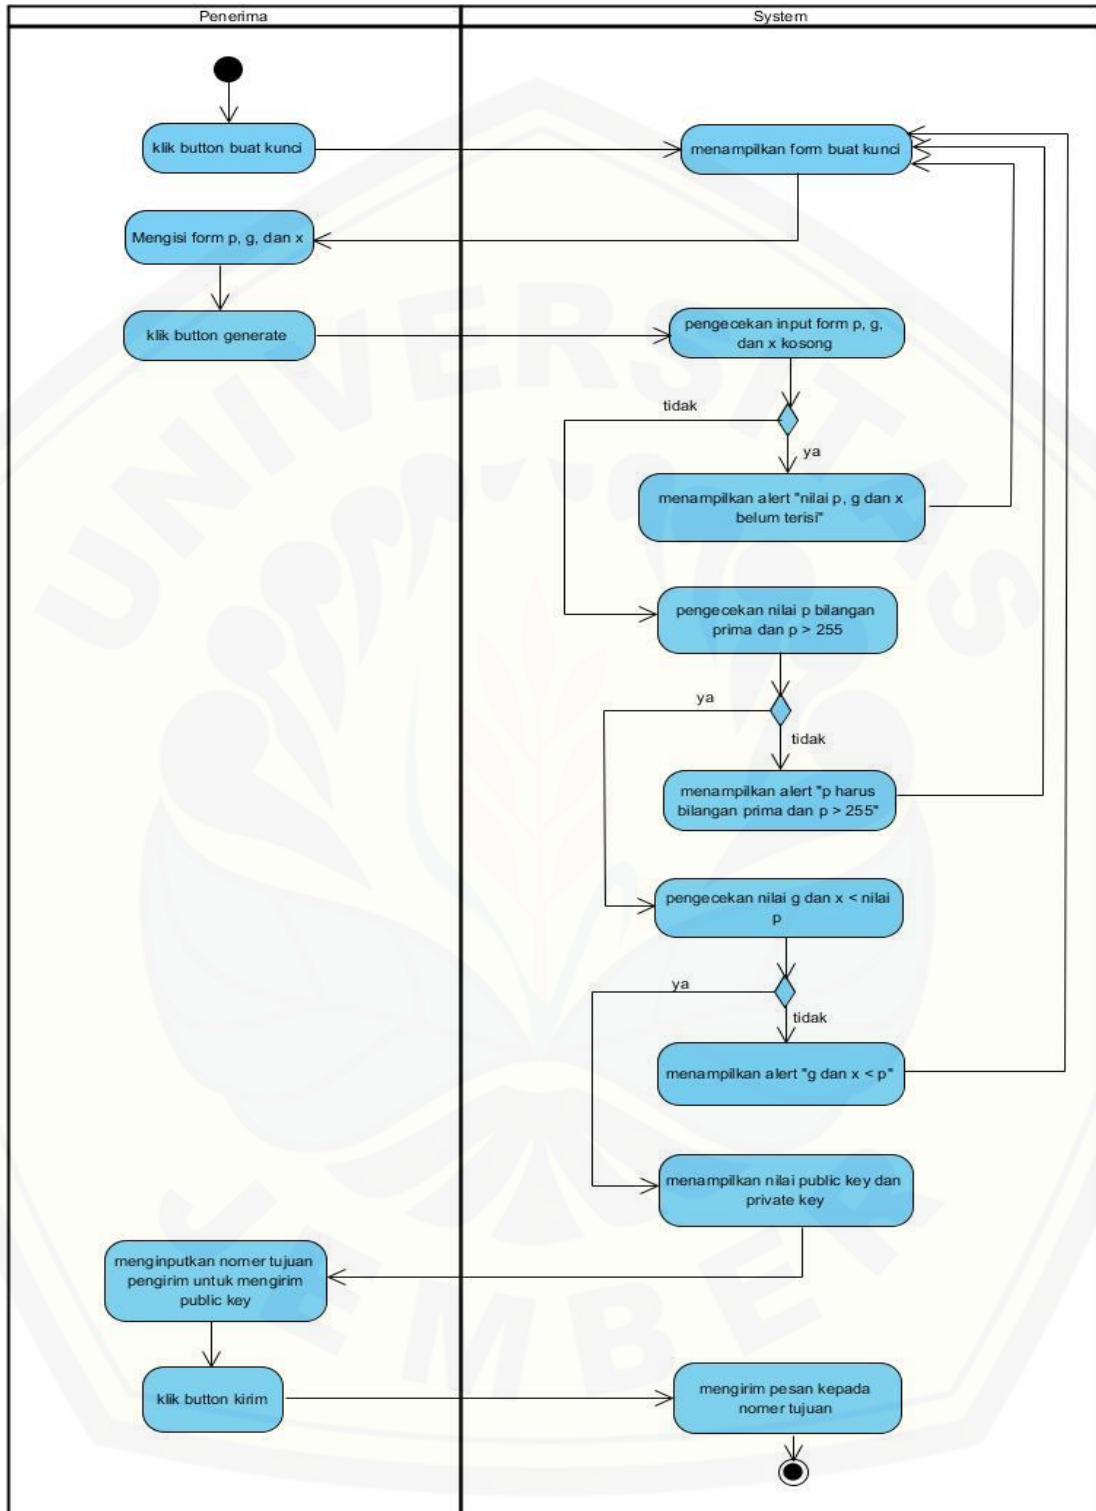 Penerima
System
klik button buat kunci
menampilkan form buat kunci
Mengisi form p, g, dan x
klik button generate
pengecekan input form p, g,
dan x kosong
tidak
ya
menampilkan alert "nilai p, g dan x
belum terisi"
pengecekan nilai p bilangan
prima dan p > 255
ya
tidak
menampilkan alert "p harus
bilangan prima dan p > 255"
pengecekan nilai g dan x < nilai
p
ya
tidak
menampilkan alert "g dan x < p"
menampilkan nilai public key dan
private key
menginputkan nomer tujuan
pengirim untuk mengirim
public key
klik button kirim
mengirim pesan kepada
nomer tujuan
UNIVERSITAS
JEMBER